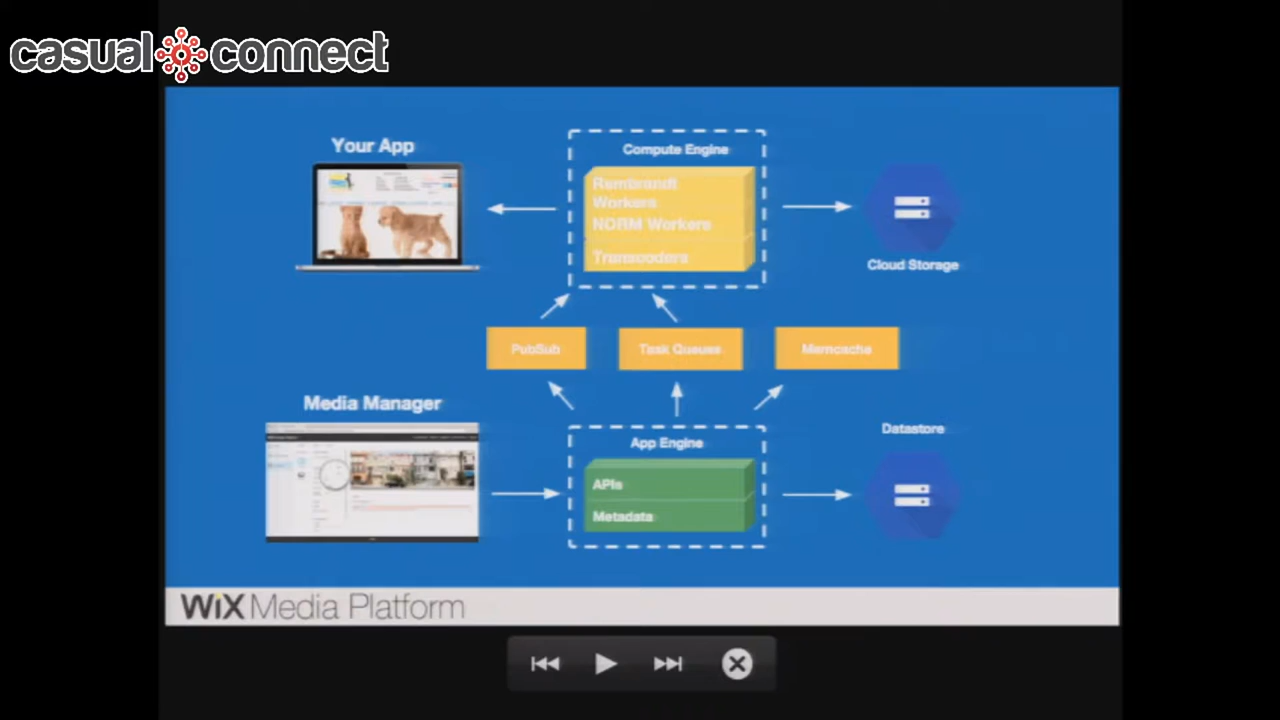 casual connect
Your App
Compute Engine
Rembrandt
Workers
NORM Workers
Transcoders
Cloud Storage
PubSub
Task Queues
Memcache
Media Manager
App Engine
APIs
Metadata
Datastore
WiX Media Platform